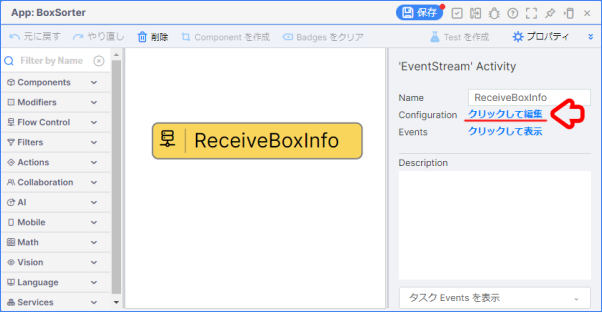 App: BoxSorter
保存
元に戻す
やり直し
削除
Component を作成
Badges をクリア
Test を作成
プロパティ
Filter by Name
Components
Modifiers
Flow Control
Filters
Actions
Collaboration
AI
Mobile
Math
Vision
Language
Services
ReceiveBoxInfo
'EventStream' Activity
Name
ReceiveBoxInfo
Configuration
クリックして編集
Events
クリックして表示
Description
タスク Events を表示